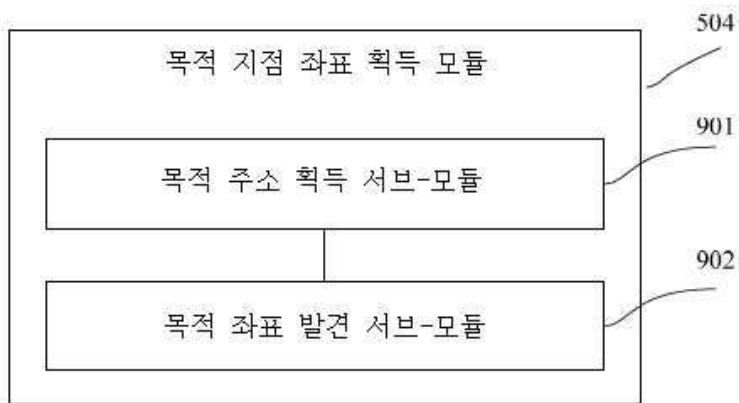 504
목적 지점 좌표 획득 모듈
901
목적 주소 획득 서브-모듈
902
목적 좌표 발견 서브-모듈